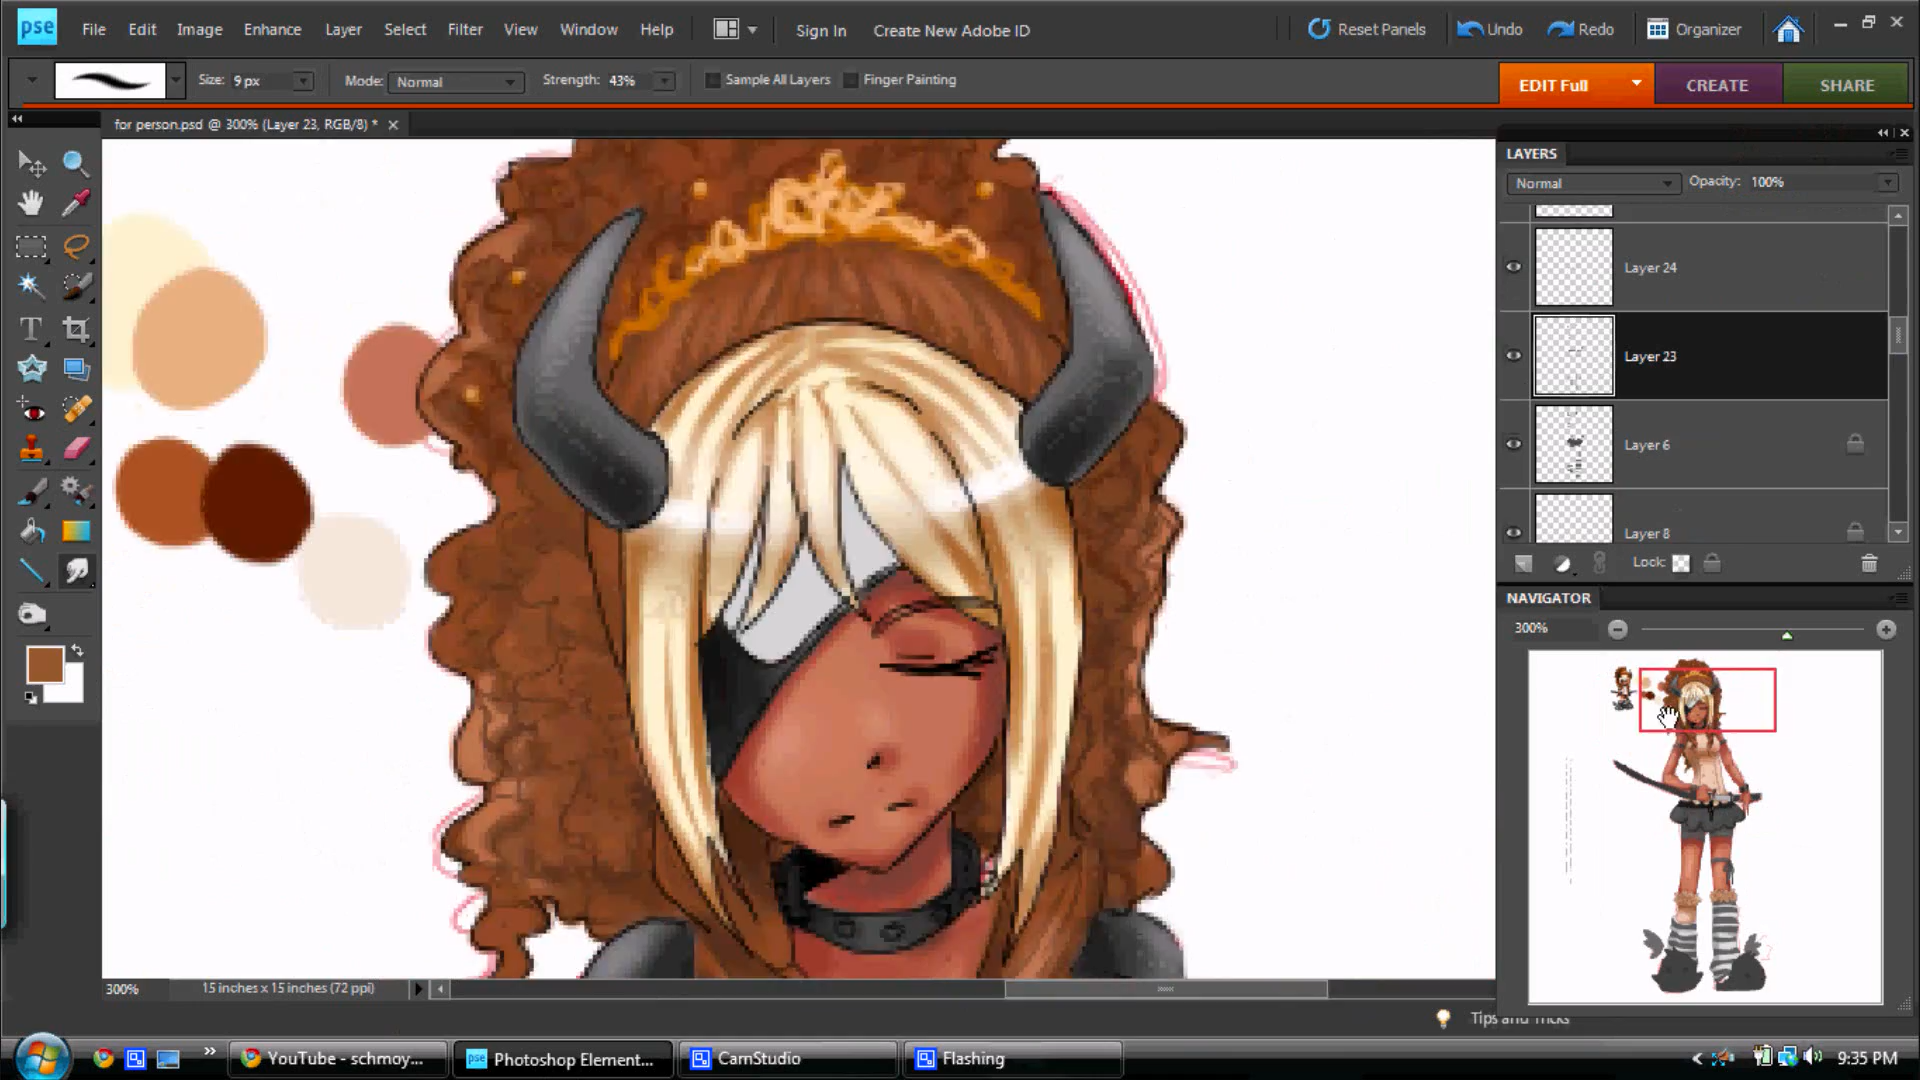 pse File Edit Image Enhance Layer Select Filter View Window Help Sign In Create New Adobe ID Reset Panels Undo Redo Organizer
Size: 9 px Mode: Normal Strength: 43% Sample All Layers Finger Painting EDIT Full CREATE SHARE
for person.psd @ 300% (Layer 23, RGB/8) *
LAYERS
Normal Opacity: 100%
Layer 24
Layer 23
Layer 6
Layer 8
Lock:
NAVIGATOR
300%
300% 15 inches x 15 inches (72 ppi)
Tips and Tricks
YouTube - schmoy... pse Photoshop Element... CamStudio Flashing 9:35 PM